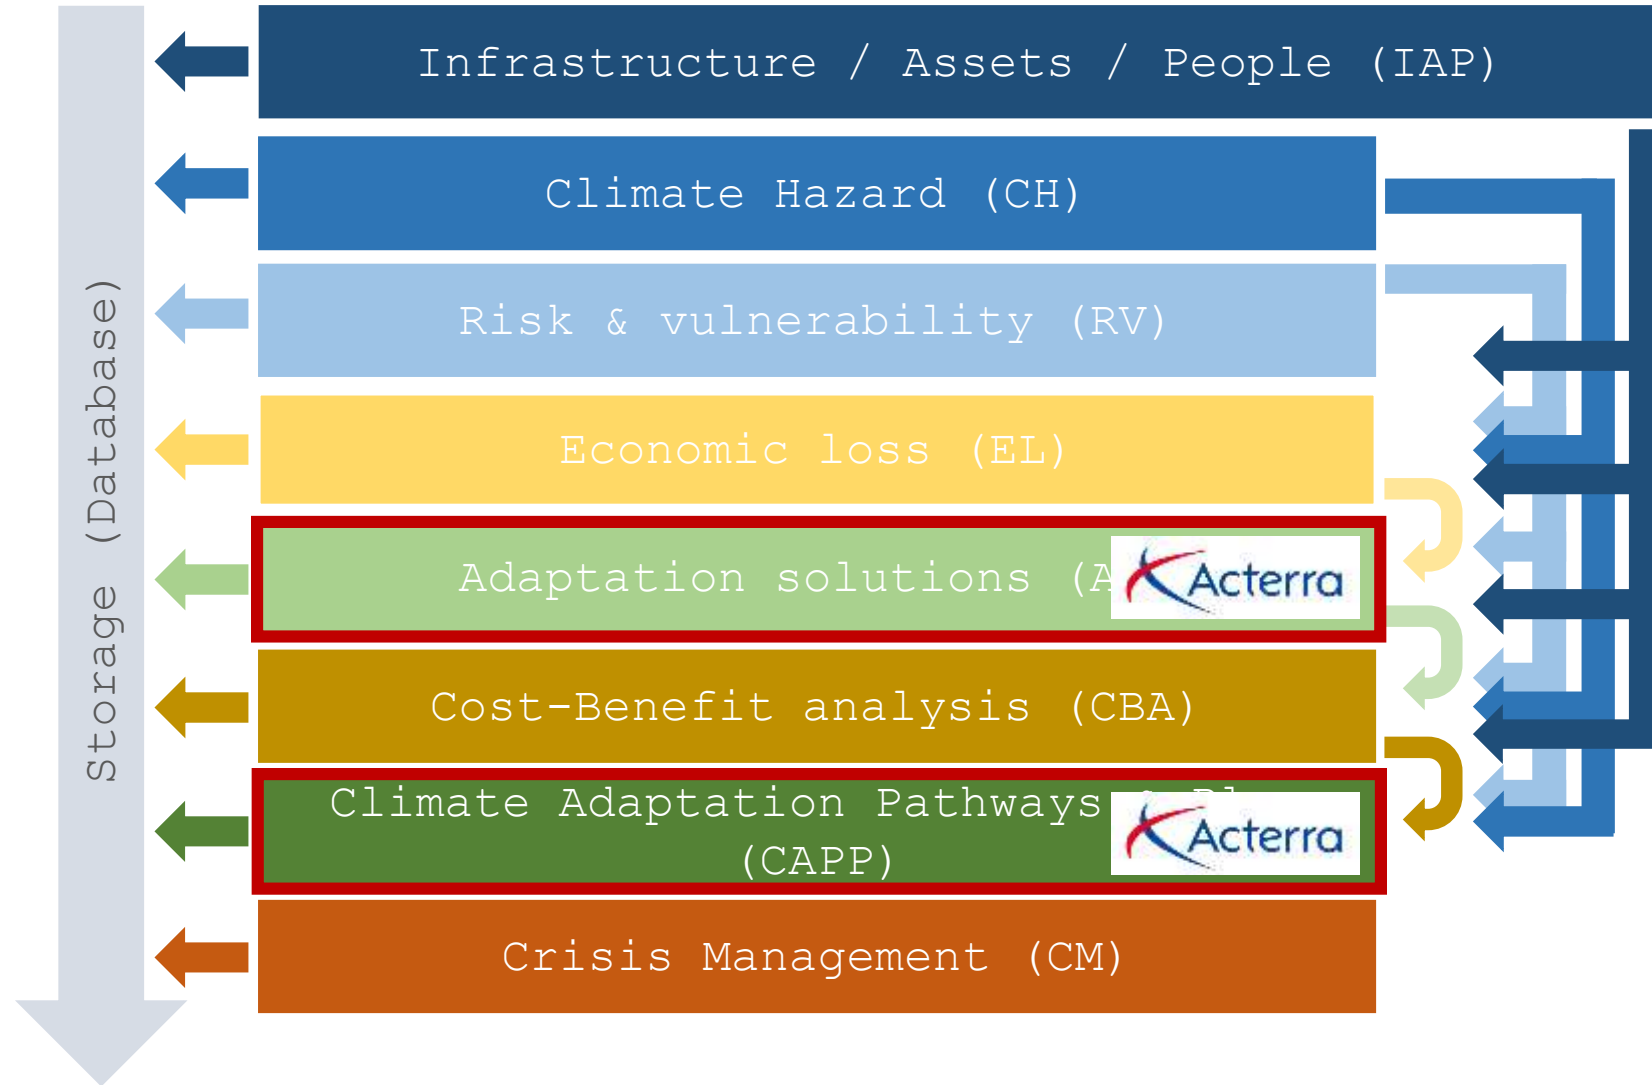 Infrastructure / Assets / People (IAP)
Climate Hazard (CH)
Risk & vulnerability (RV)
Economic loss (EL)
Adaptation solutions
Acterra
Cost-Benefit analysis (CBA)
Climate Adaptation Pathways
(CAPP)
Acterra
Crisis Management (CM)
Storage (Database)